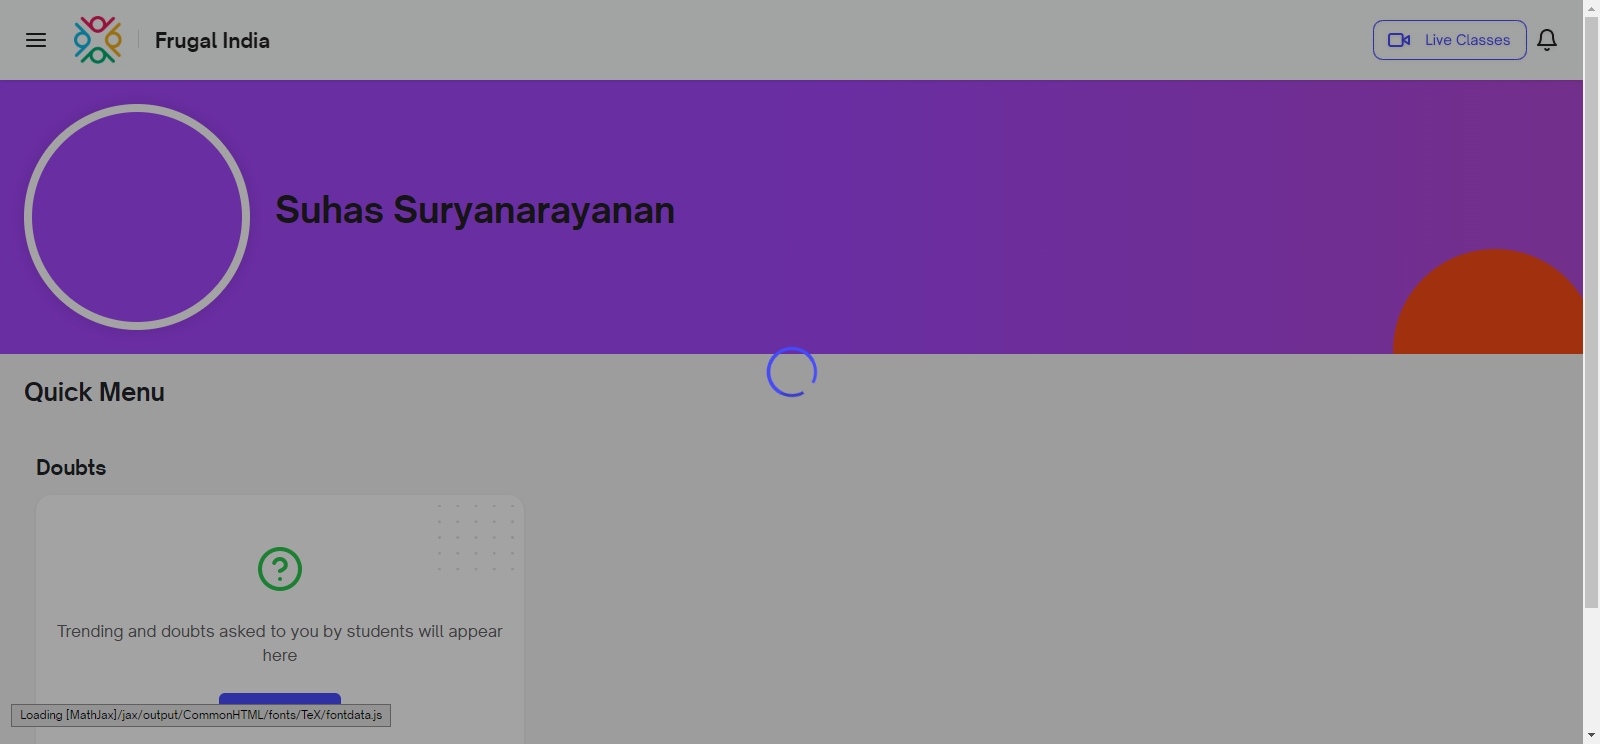 Frugal India
Live Classes
Suhas Suryanarayanan
Quick Menu
Doubts
Trending and doubts asked to you by students will appear
here
Loading [MathJax]/jax/output/CommonHTML/fonts/TeX/fontdata.js